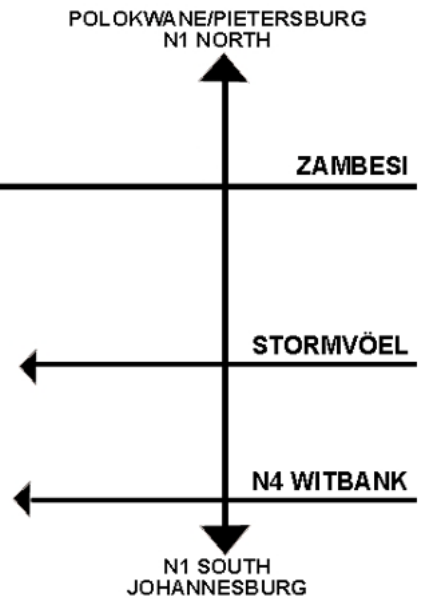 POLOKWANE/PIETERSBURG
N1 NORTH
ZAMBESI
STORMVÖEL
N4 WITBANK
N1 SOUTH
JOHANNESBURG